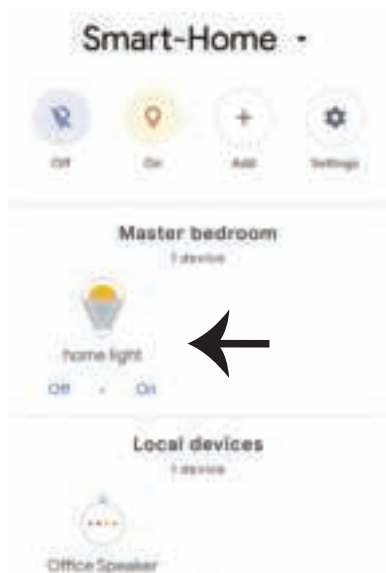 Smart-Home
Off On Add Settings
Master bedroom
1 device
home light
Off On
Local devices
1 device
Office Speaker